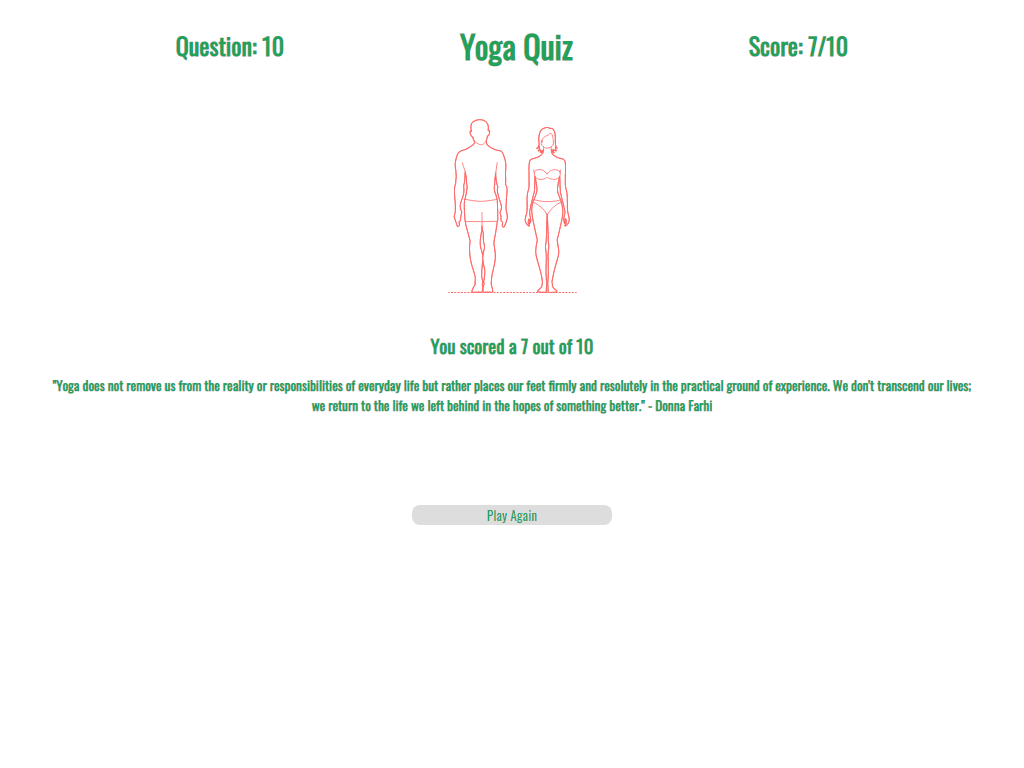 Question: 10
Yoga Quiz
Score: 7/10
You scored a 7 out of 10
"Yoga does not remove us from the reality or responsibilities of everyday life but rather places our feet firmly and resolutely in the practical ground of experience. We don't transcend our lives;
we return to the life we left behind in the hopes of something better." - Donna Farhi
Play Again